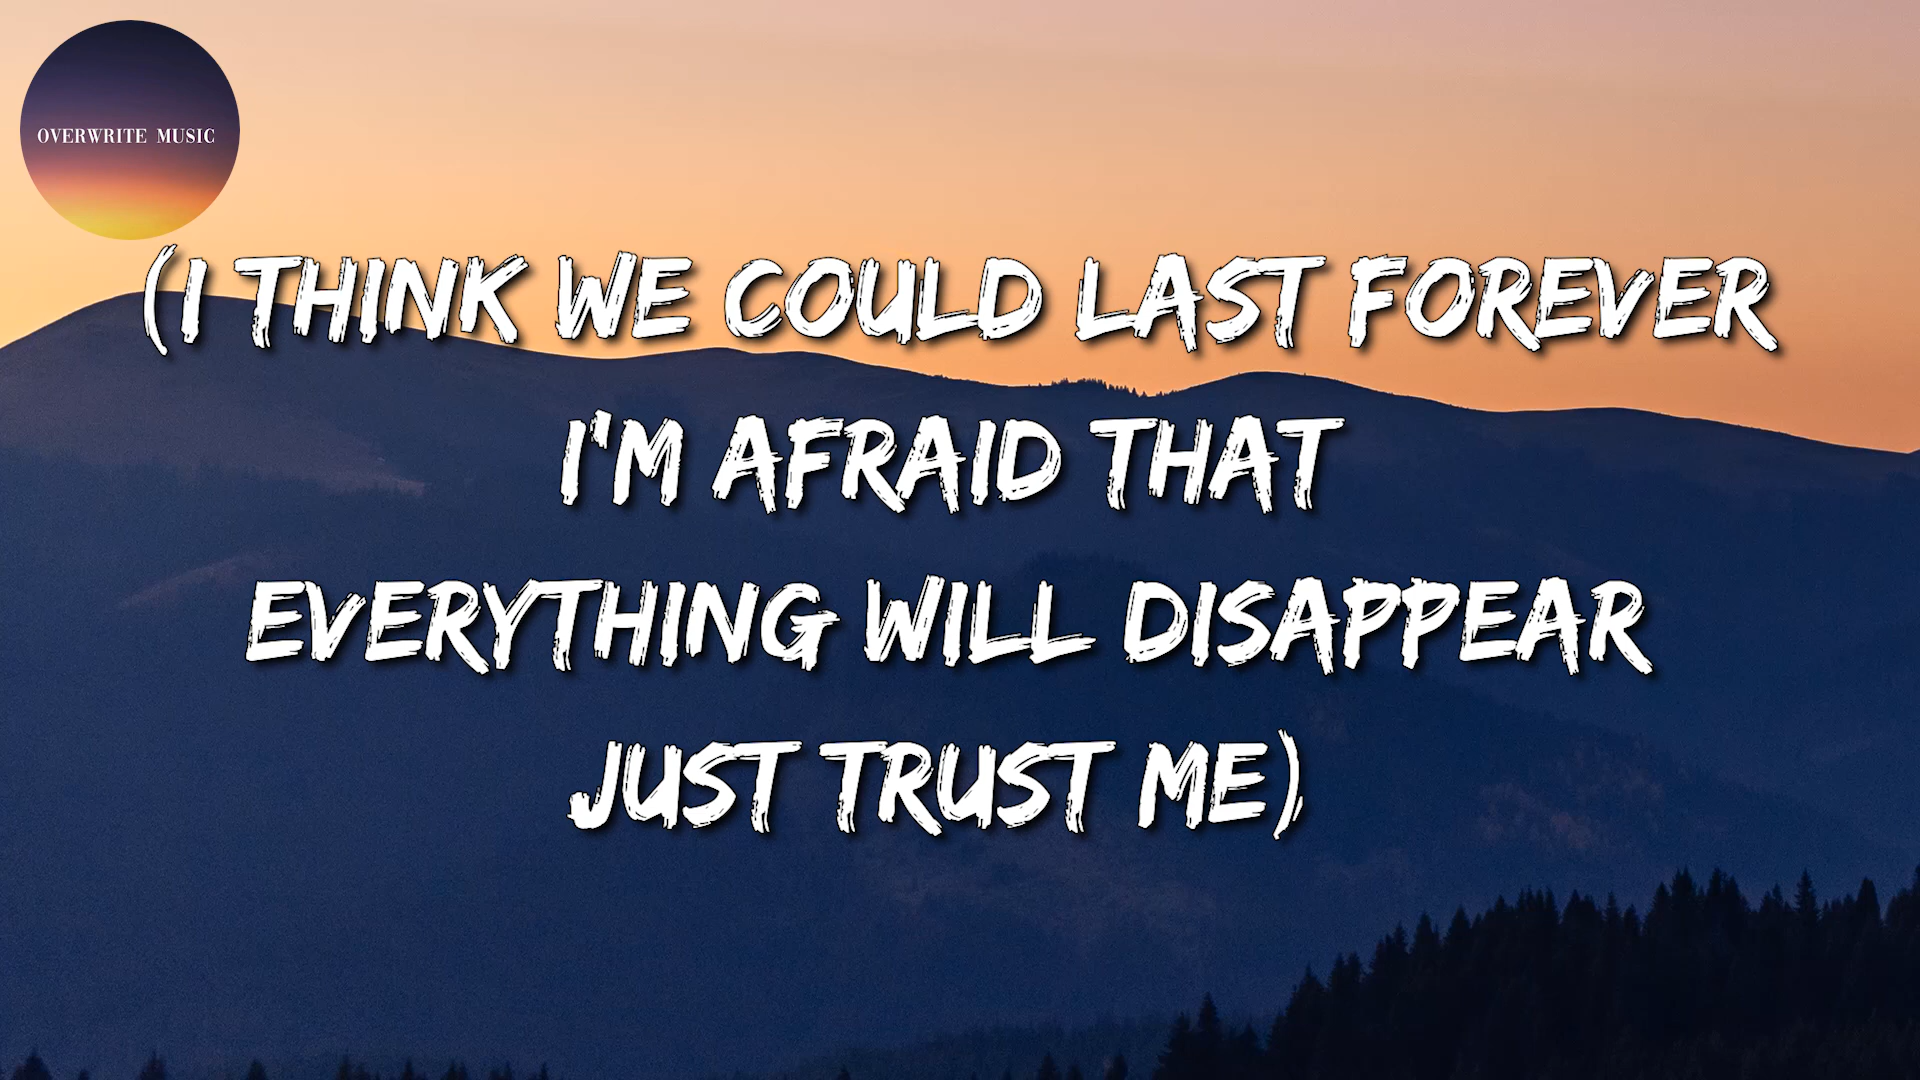 OVERWRITE MUSIC
(I THINK WE COULD LAST FOREVER
I'M AFRAID THAT
EVERYTHING WILL DISAPPEAR
JUST TRUST ME)